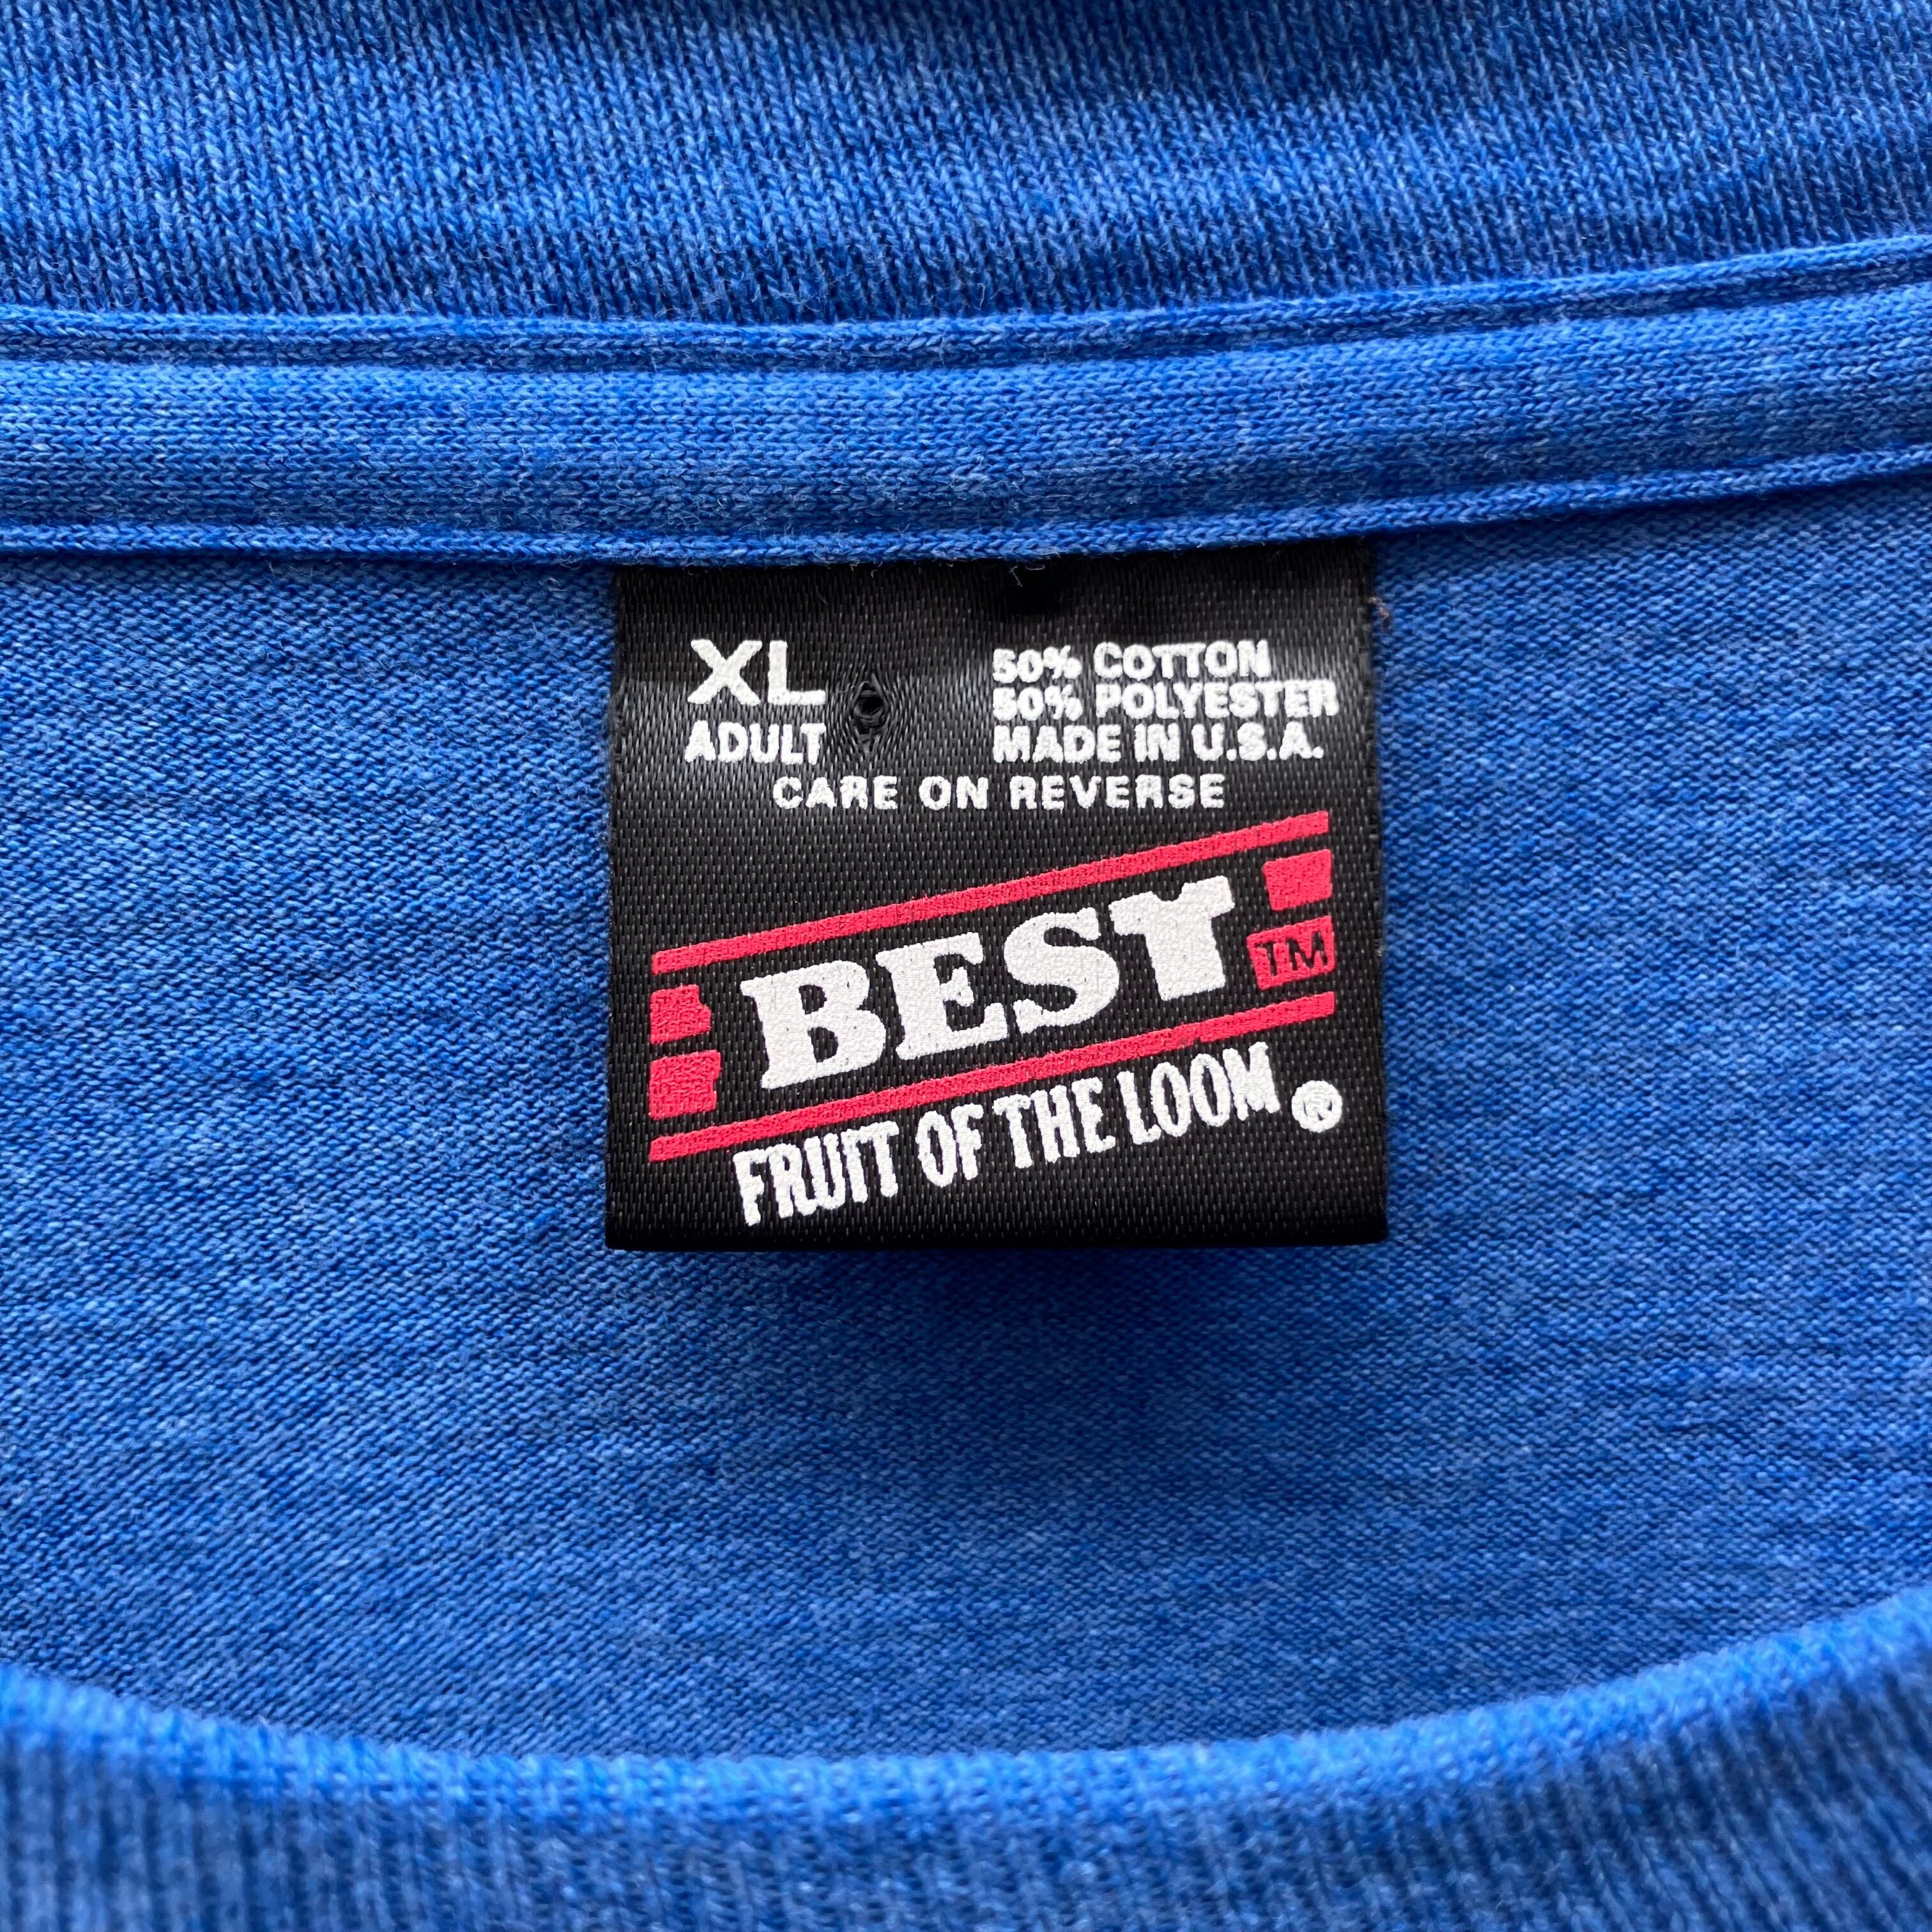 XL
ADULT
50% COTTON
50% POLYESTER
MADE IN U.S.A.
CARE ON REVERSE
BEST TM
FRUIT OF THE LOOM ®